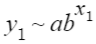 y₁ ~ ab^x₁